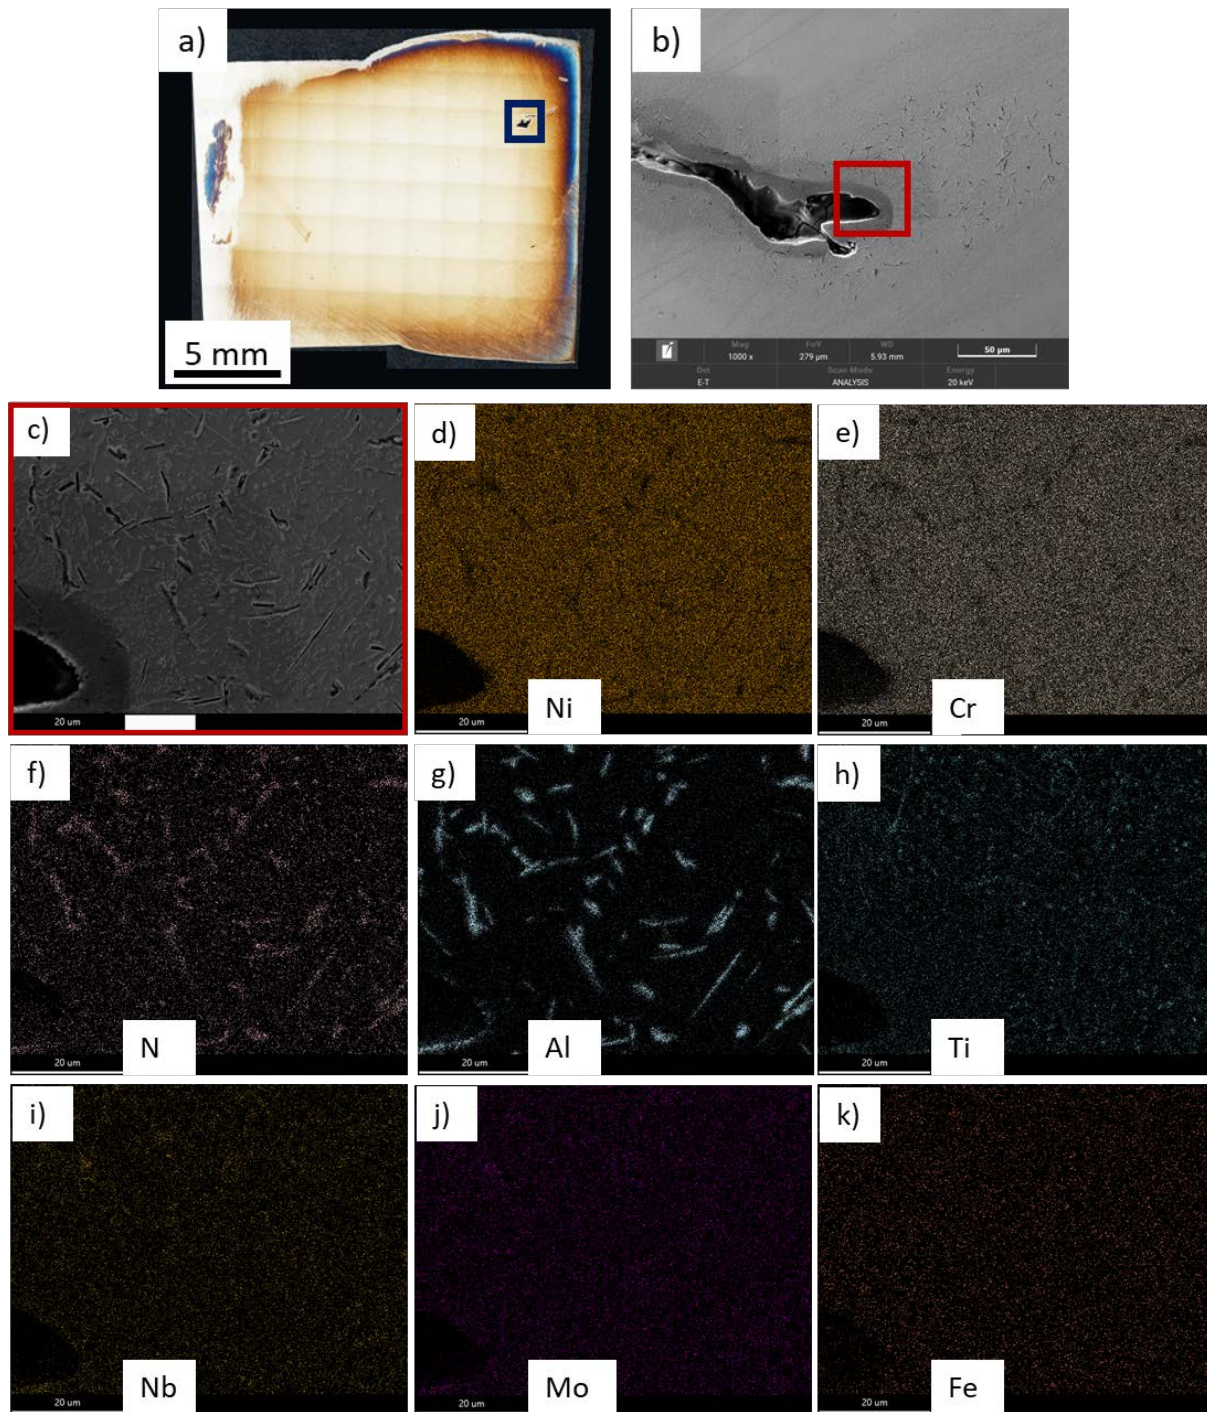 a)
5 mm
b)
Mag
FoV
WD
1000 x
279 µm
5.93 mm
50 µm
Det
Scan Mode
Energy
E-T
ANALYSIS
20 keV
c)
20 um
d)
Ni
20 um
e)
Cr
20 um
f)
N
20 um
g)
Al
20 um
h)
Ti
20 um
i)
Nb
20 um
j)
Mo
20 um
k)
Fe
20 um